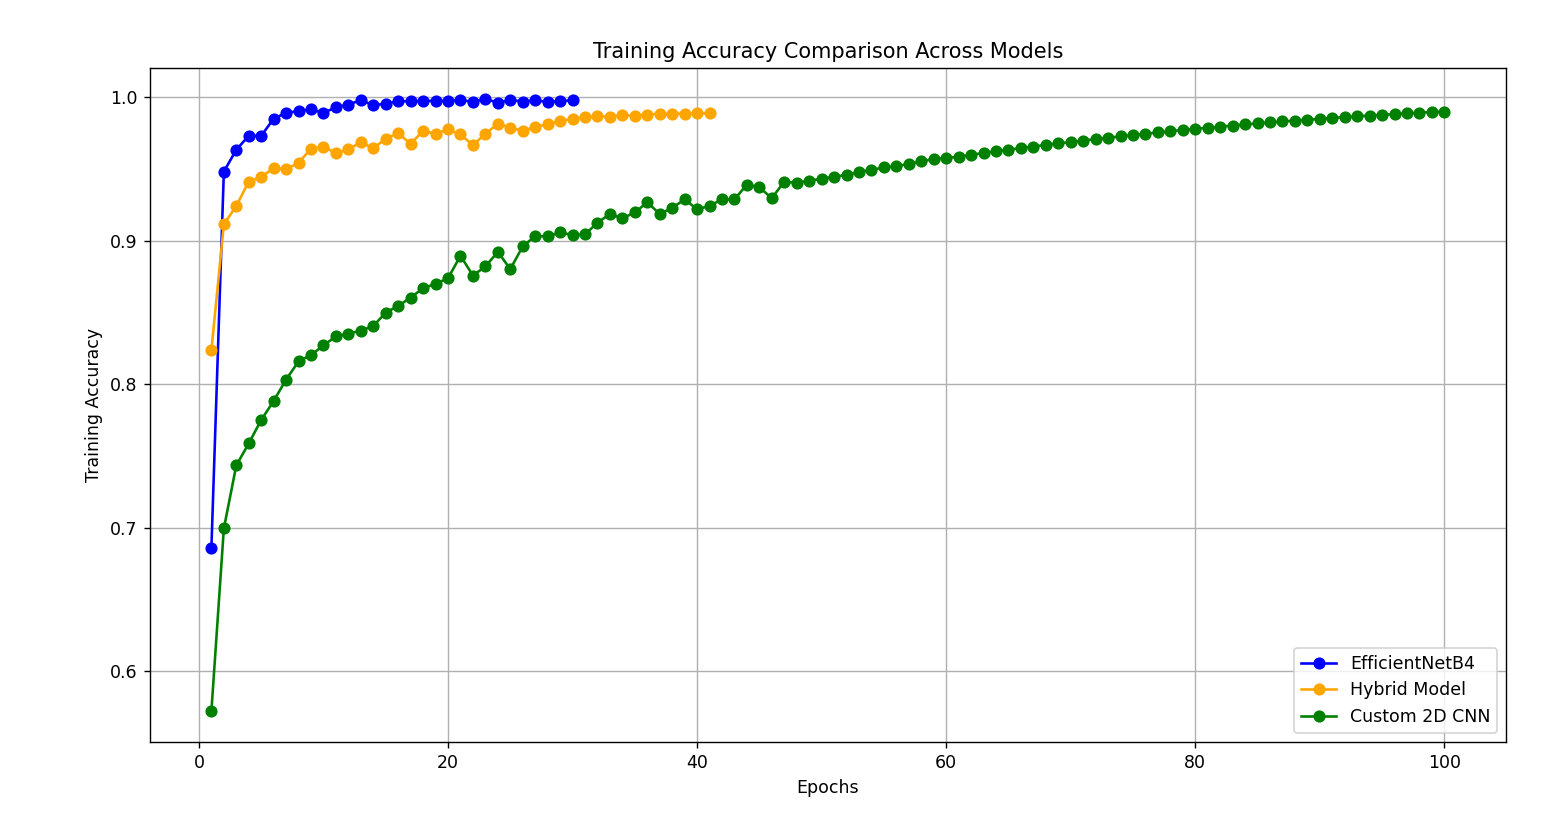 Training Accuracy Comparison Across Models
1.0
0.9
0.8
0.7
0.6
Training Accuracy
0 20 40 60 80 100
Epochs
EfficientNetB4
Hybrid Model
Custom 2D CNN